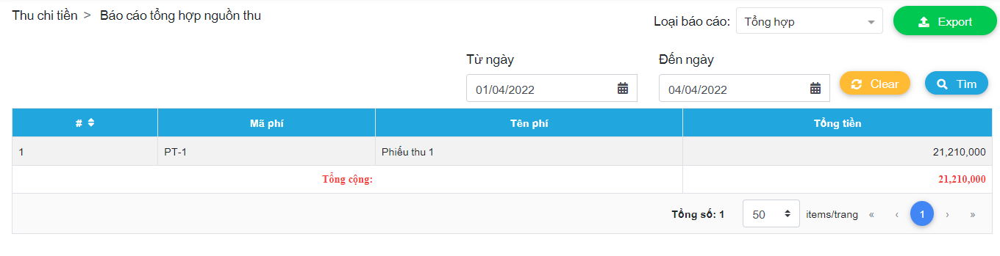 Thu chi tiền > Báo cáo tổng hợp nguồn thu
Loại báo cáo: Tổng hợp Export
Từ ngày Đến ngày
01/04/2022 04/04/2022 Clear Tìm
# Mã phí Tên phí Tổng tiền
1 PT-1 Phiếu thu 1 21,210,000
Tổng cộng: 21,210,000
Tổng số: 1 50 items/trang « ‹ 1 › »